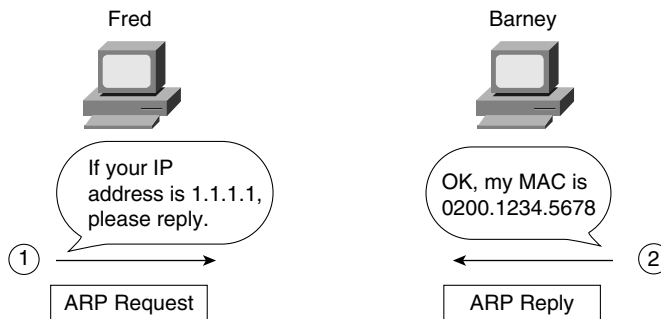 Fred
Barney
If your IP
address is 1.1.1.1,
please reply.
OK, my MAC is
0200.1234.5678
1
2
ARP Request
ARP Reply